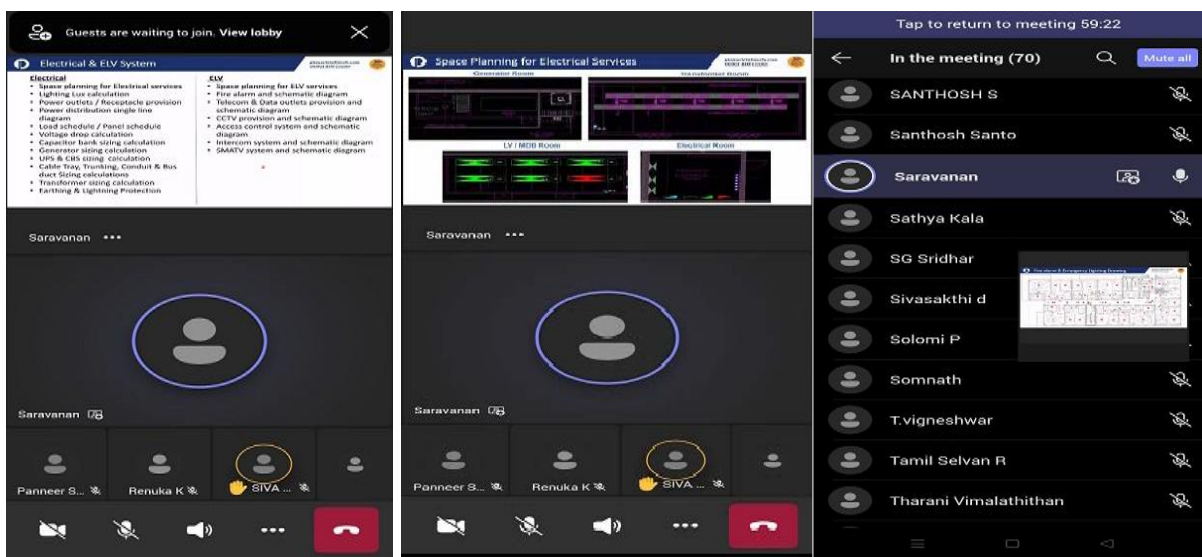 Guests are waiting to join. View lobby
Electrical & ELV System
Electrical
• Space planning for Electrical services
• Lighting Lux calculation
• Power outlets / Receptacle provision
• Power distribution single line
diagram
• Load schedule / Panel schedule
• Voltage drop calculation
• Capacitor bank sizing calculation
• Generator sizing calculation
• UPS & CBS sizing calculation
• Cable Tray, Trunking, Conduit & Bus
duct Sizing calculations
• Transformer sizing calculation
• Earthing & Lightning Protection
ELV
• Space planning for ELV services
• Fire alarm and schematic diagram
• Telecom & Data outlets provision and
schematic diagram
• CCTV provision and schematic diagram
• Access control system and schematic
diagram
• Intercom system and schematic diagram
• SMATV system and schematic diagram
Saravanan •••
Saravanan
Panneer S...
Renuka K
SIVA ...
Space Planning for Electrical Services
Generator Room
Transformer Room
LV / MDB Room
Electrical Room
Saravanan •••
Saravanan
Panneer S...
Renuka K
SIVA ...
Tap to return to meeting 59:22
In the meeting (70)
Mute all
SANTHOSH S
Santhosh Santo
Saravanan
Sathya Kala
SG Sridhar
Fire alarm & Emergency Lighting Drawing
Sivasakthi d
Solomi P
Somnath
T.vigneshwar
Tamil Selvan R
Tharani Vimalathithan